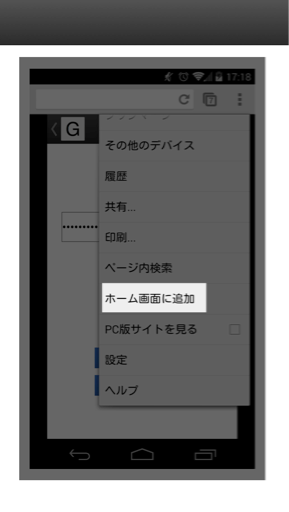 17:18
7
G
その他のデバイス
履歴
共有...
印刷...
ページ内検索
ホーム画面に追加
PC版サイトを見る
設定
ヘルプ